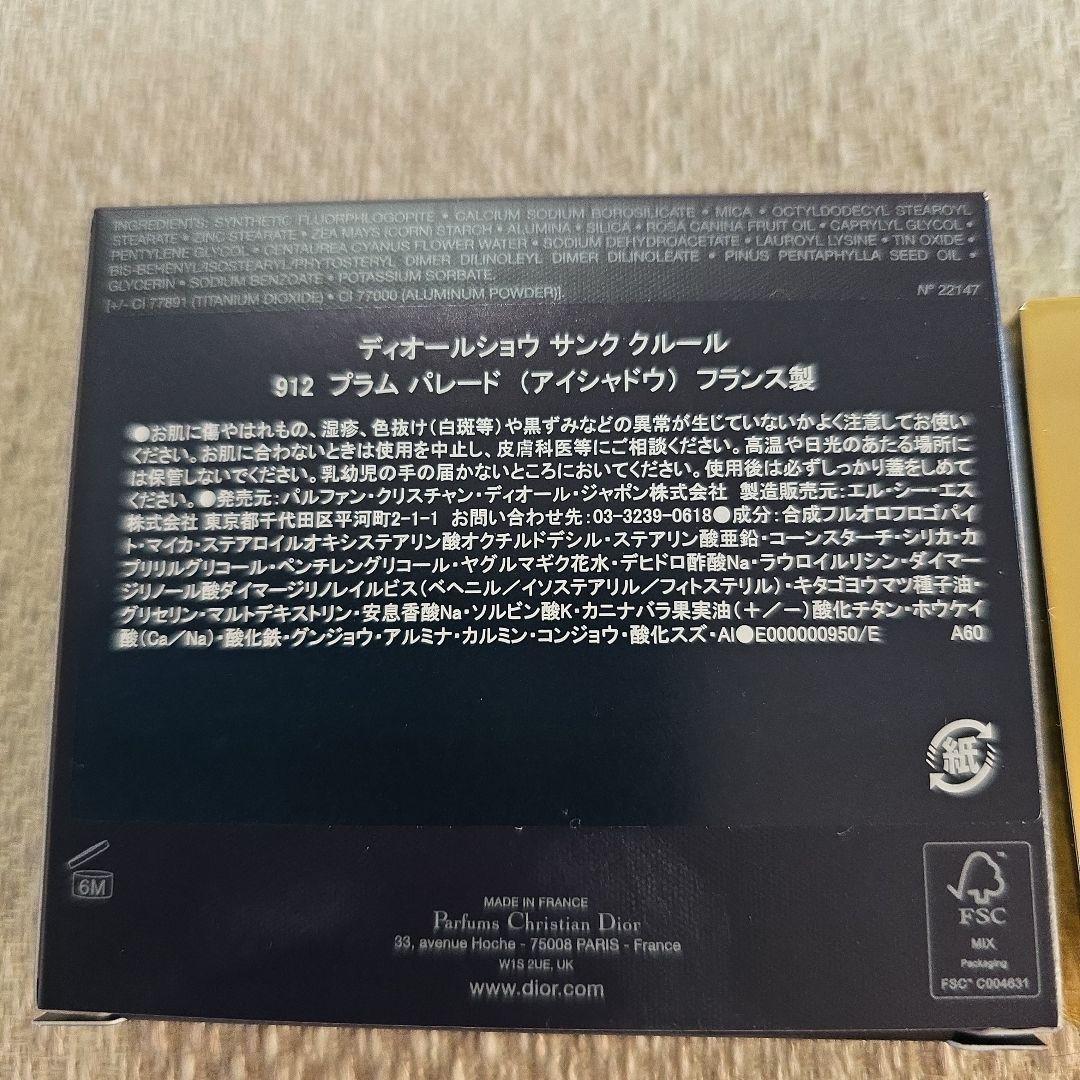 INGREDIENTS: SYNTHETIC FLUORPHLOGOPITE • CALCIUM SODIUM BOROSILICATE • MICA • OCTYLDODECYL STEAROYL
STEARATE • ZINC STEARATE • ZEA MAYS (CORN) STARCH • ALUMINA • SILICA • ROSA CANINA FRUIT OIL • CAPRYLYL GLYCOL •
PENTYLENE GLYCOL • CENTAUREA CYANUS FLOWER WATER • SODIUM DEHYDROACETATE • LAUROYL LYSINE • TIN OXIDE •
BIS-BEHENYL/ISOSTEARYL/PHYTOSTERYL DIMER DILINOLEYL DIMER DILINOLEATE • PINUS PENTAPHYLLA SEED OIL •
GLYCERIN • SODIUM BENZOATE • POTASSIUM SORBATE.
[+/- CI 77891 (TITANIUM DIOXIDE) • CI 77000 (ALUMINUM POWDER)]. N° 22147
ディオールショウ サンク クルール
912 プラム パレード (アイシャドウ) フランス製
●お肌に傷やはれもの、湿疹、色抜け(白斑等)や黒ずみなどの異常が生じていないかよく注意してお使い
ください。お肌に合わないときは使用を中止し、皮膚科医等にご相談ください。高温や日光のあたる場所に
は保管しないでください。乳幼児の手の届かないところにおいてください。使用後は必ずしっかり蓋をしめて
ください。●発売元:パルファン・クリスチャン・ディオール・ジャポン株式会社 製造販売元:エル・シー・エス
株式会社 東京都千代田区平河町2-1-1 お問い合わせ先:03-3239-0618●成分:合成フルオロフロゴパイ
ト・マイカ・ステアロイルオキシステアリン酸オクチルドデシル・ステアリン酸亜鉛・コーンスターチ・シリカ・カ
プリリルグリコール・ペンチレングリコール・ヤグルマギク花水・デヒドロ酢酸Na・ラウロイルリシン・ダイマー
ジリノール酸ダイマージリノレイルビス(ベヘニル/イソステアリル/フィトステリル)・キタゴヨウマツ種子油・
グリセリン・マルトデキストリン・安息香酸Na・ソルビン酸K・カニナバラ果実油(+/-)酸化チタン・ホウケイ
酸(Ca/Na)・酸化鉄・グンジョウ・アルミナ・カルミン・コンジョウ・酸化スズ・Al●E000000950/E A60
紙
6M
MADE IN FRANCE
Parfums Christian Dior
33, avenue Hoche - 75008 PARIS - France
W1S 2UE, UK
www.dior.com
FSC
MIX
Packaging
FSC™ C004631